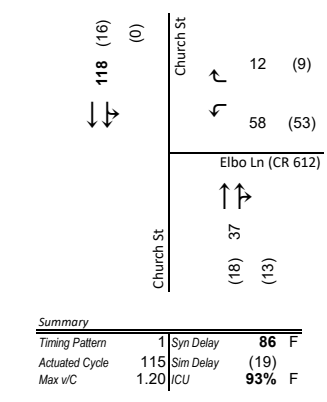 118 (16)
(0)
Church St
12 (9)
58 (53)
Elbo Ln (CR 612)
Church St
37
(18)
(13)
Summary
Timing Pattern 1 Syn Delay 86 F
Actuated Cycle 115 Sim Delay (19)
Max v/C 1.20 ICU 93% F